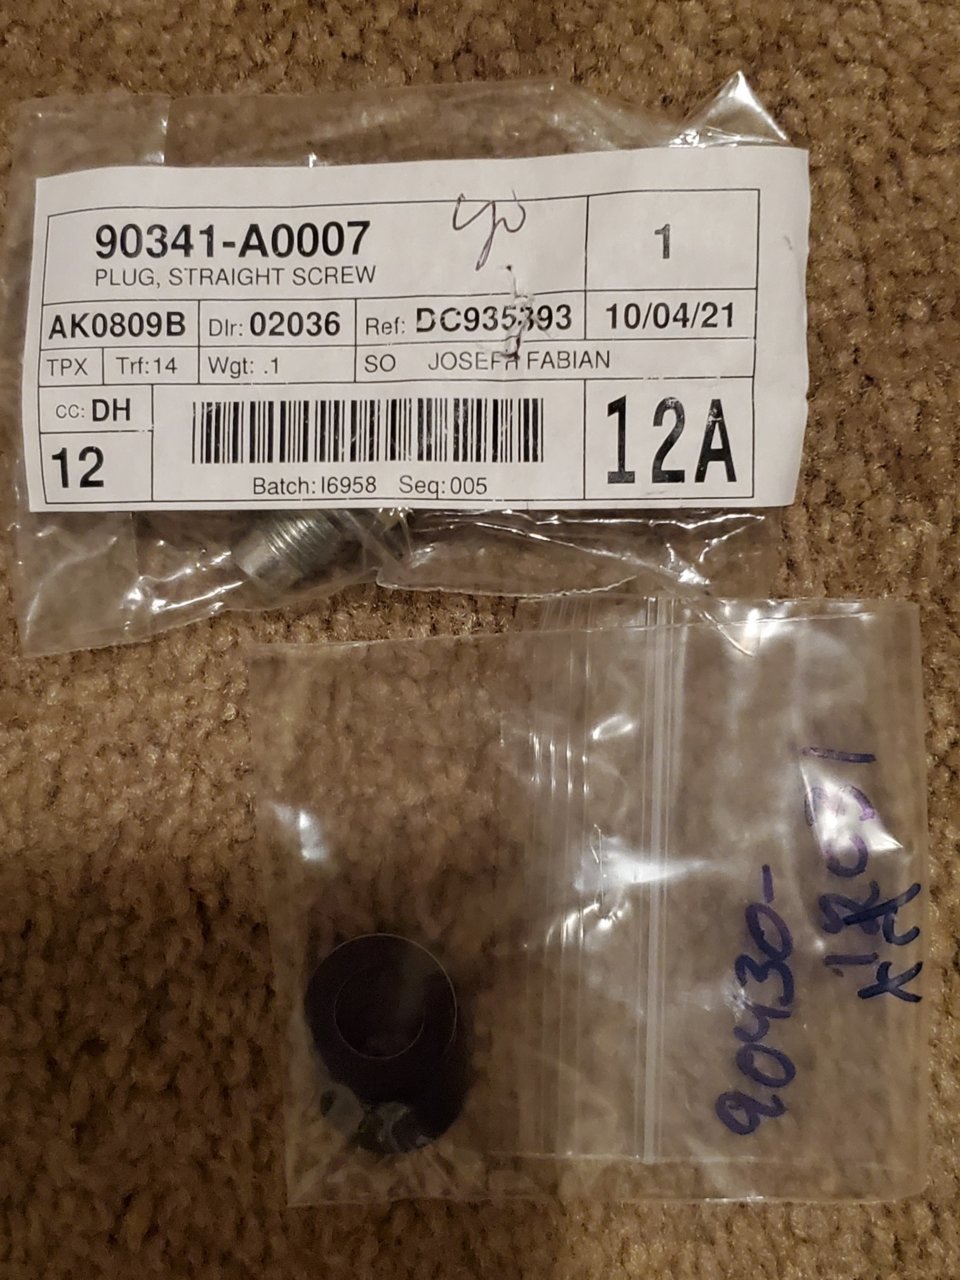 90341-A0007
1
PLUG, STRAIGHT SCREW
AK0809B
Dlr: 02036
Ref: DC935393
10/04/21
TPX
Trf: 14
Wgt: .1
SO JOSEPH FABIAN
CC: DH
12
12A
Batch: I6958 Seq: 005
90430-
12031